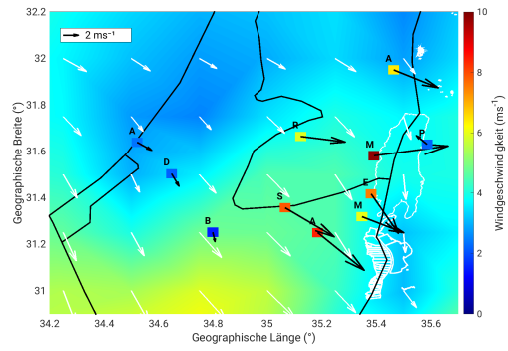 32.2
32
31.8
31.6
31.4
31.2
31
34.2
34.4
34.6
34.8
35
35.2
35.4
35.6
Geographische Breite (°)
Geographische Länge (°)
2 ms⁻¹
A
A
D
R
M
P
E
S
M
A
B
10
8
6
4
2
0
Windgeschwindigkeit (ms⁻¹)